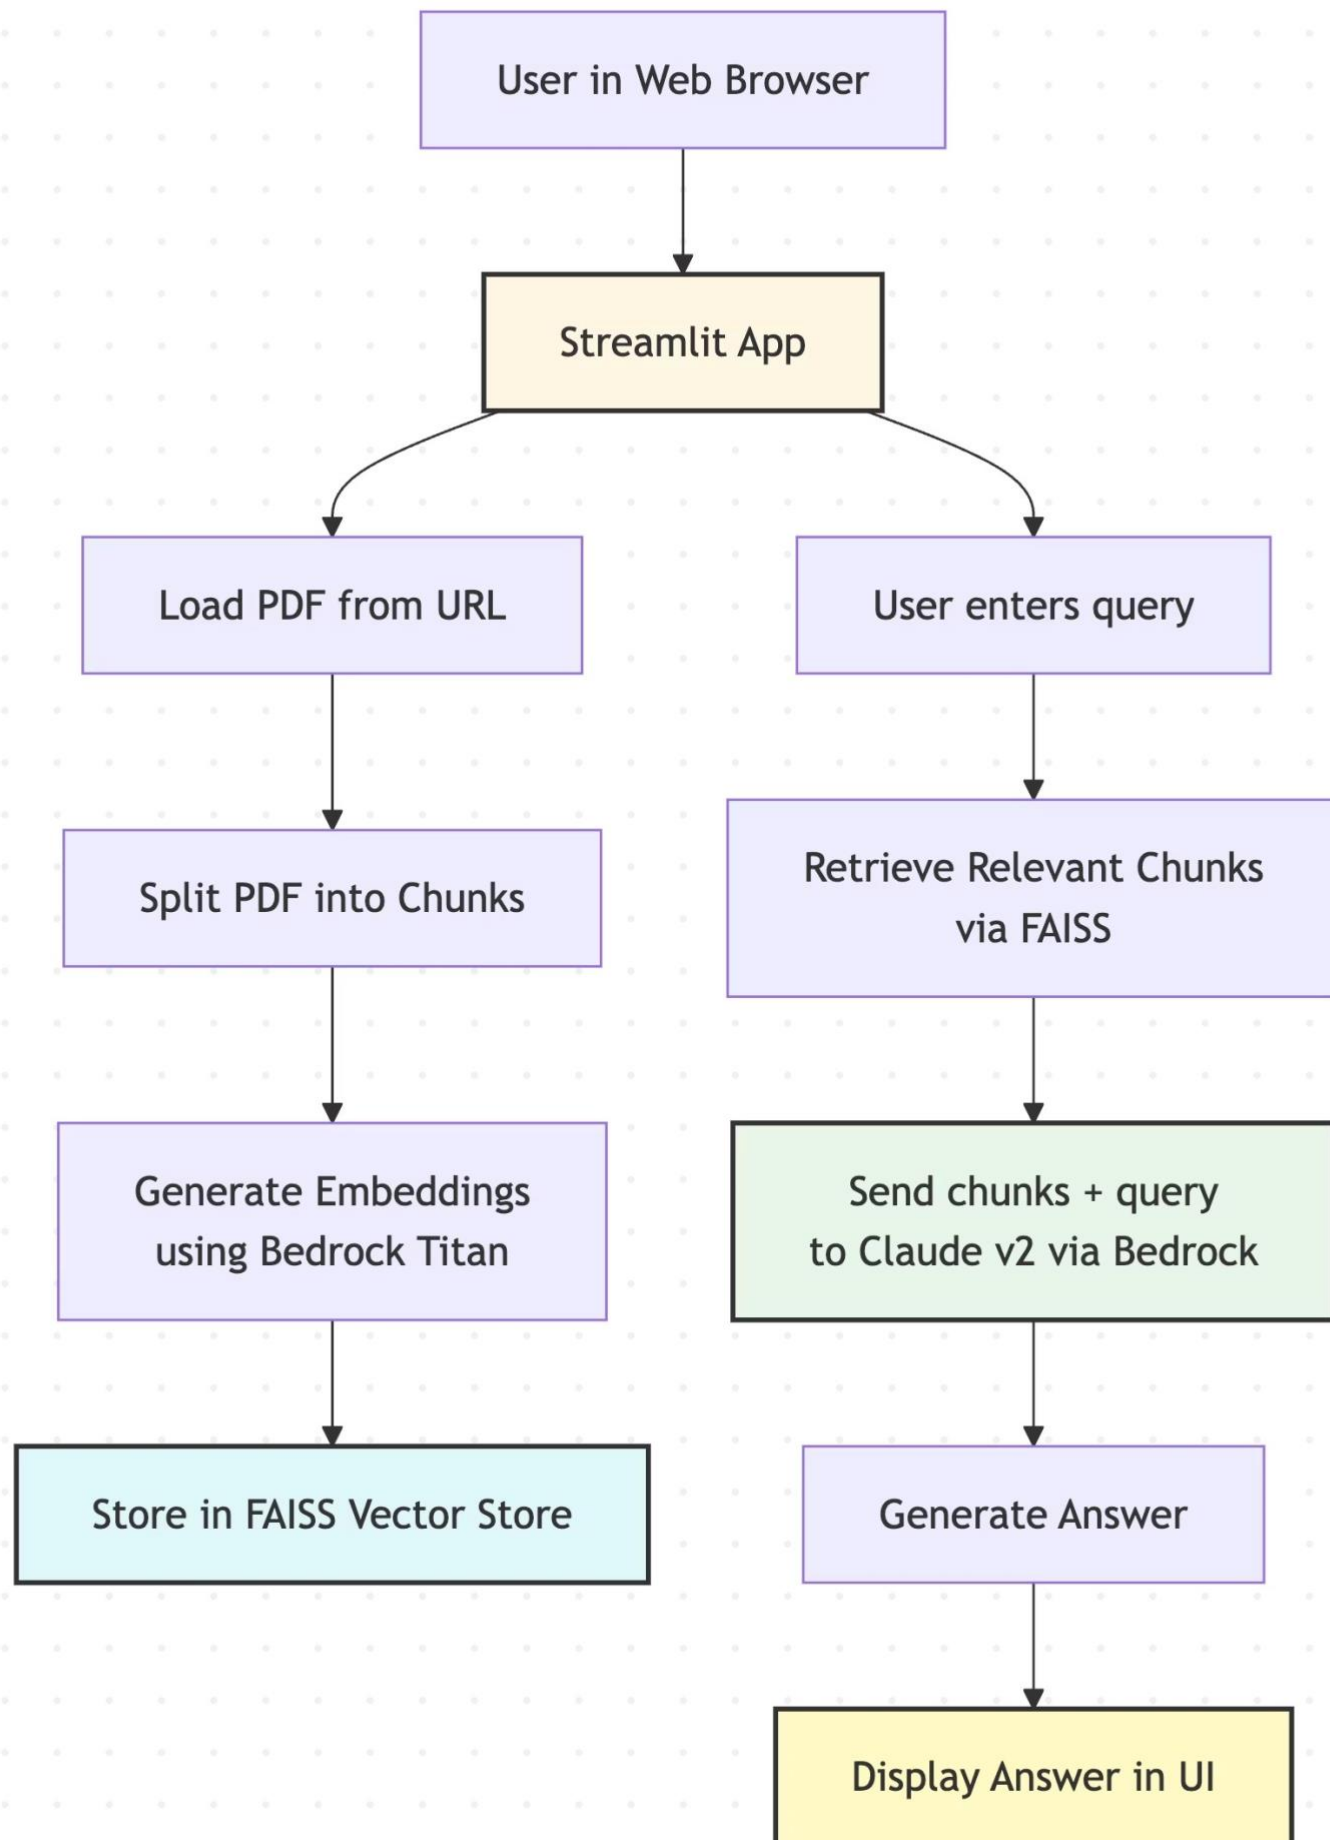 User in Web Browser
Streamlit App
Load PDF from URL
User enters query
Split PDF into Chunks
Retrieve Relevant Chunks
via FAISS
Generate Embeddings
using Bedrock Titan
Send chunks + query
to Claude v2 via Bedrock
Store in FAISS Vector Store
Generate Answer
Display Answer in UI